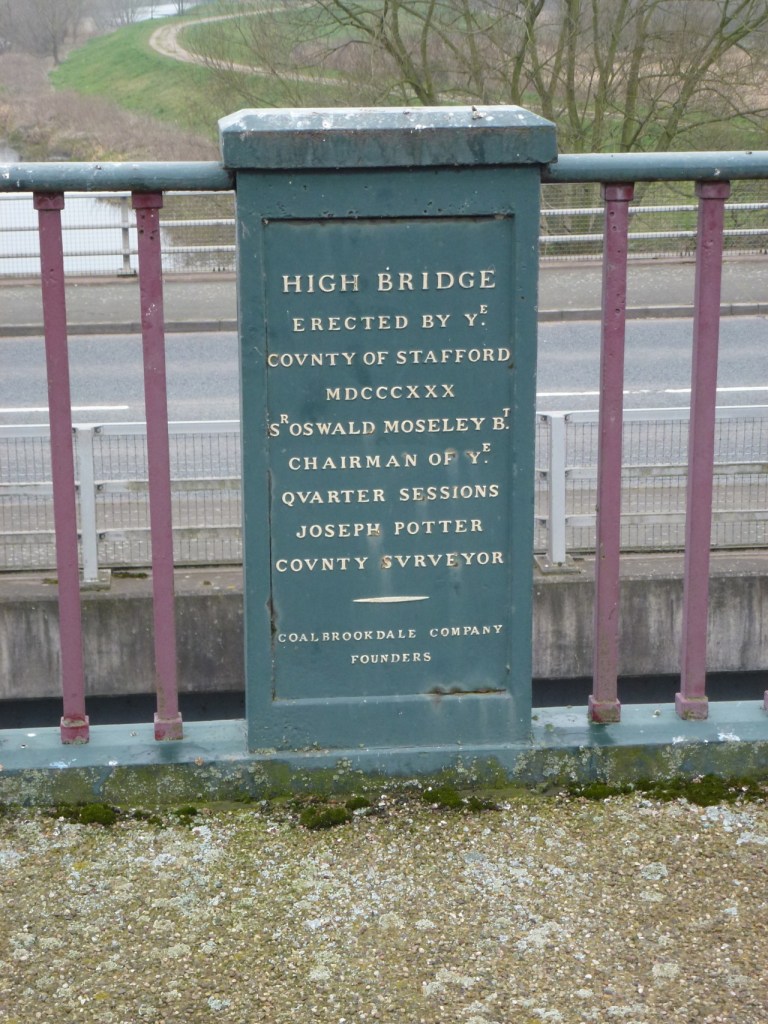 HIGH BRIDGE
ERECTED BY Yᴱ.
COVNTY OF STAFFORD
MDCCCXXX
Sᴿ OSWALD MOSELEY Bᵀ.
CHAIRMAN OF Yᴱ.
QVARTER SESSIONS
JOSEPH POTTER
COVNTY SVRVEYOR
COALBROOKDALE COMPANY
FOUNDERS